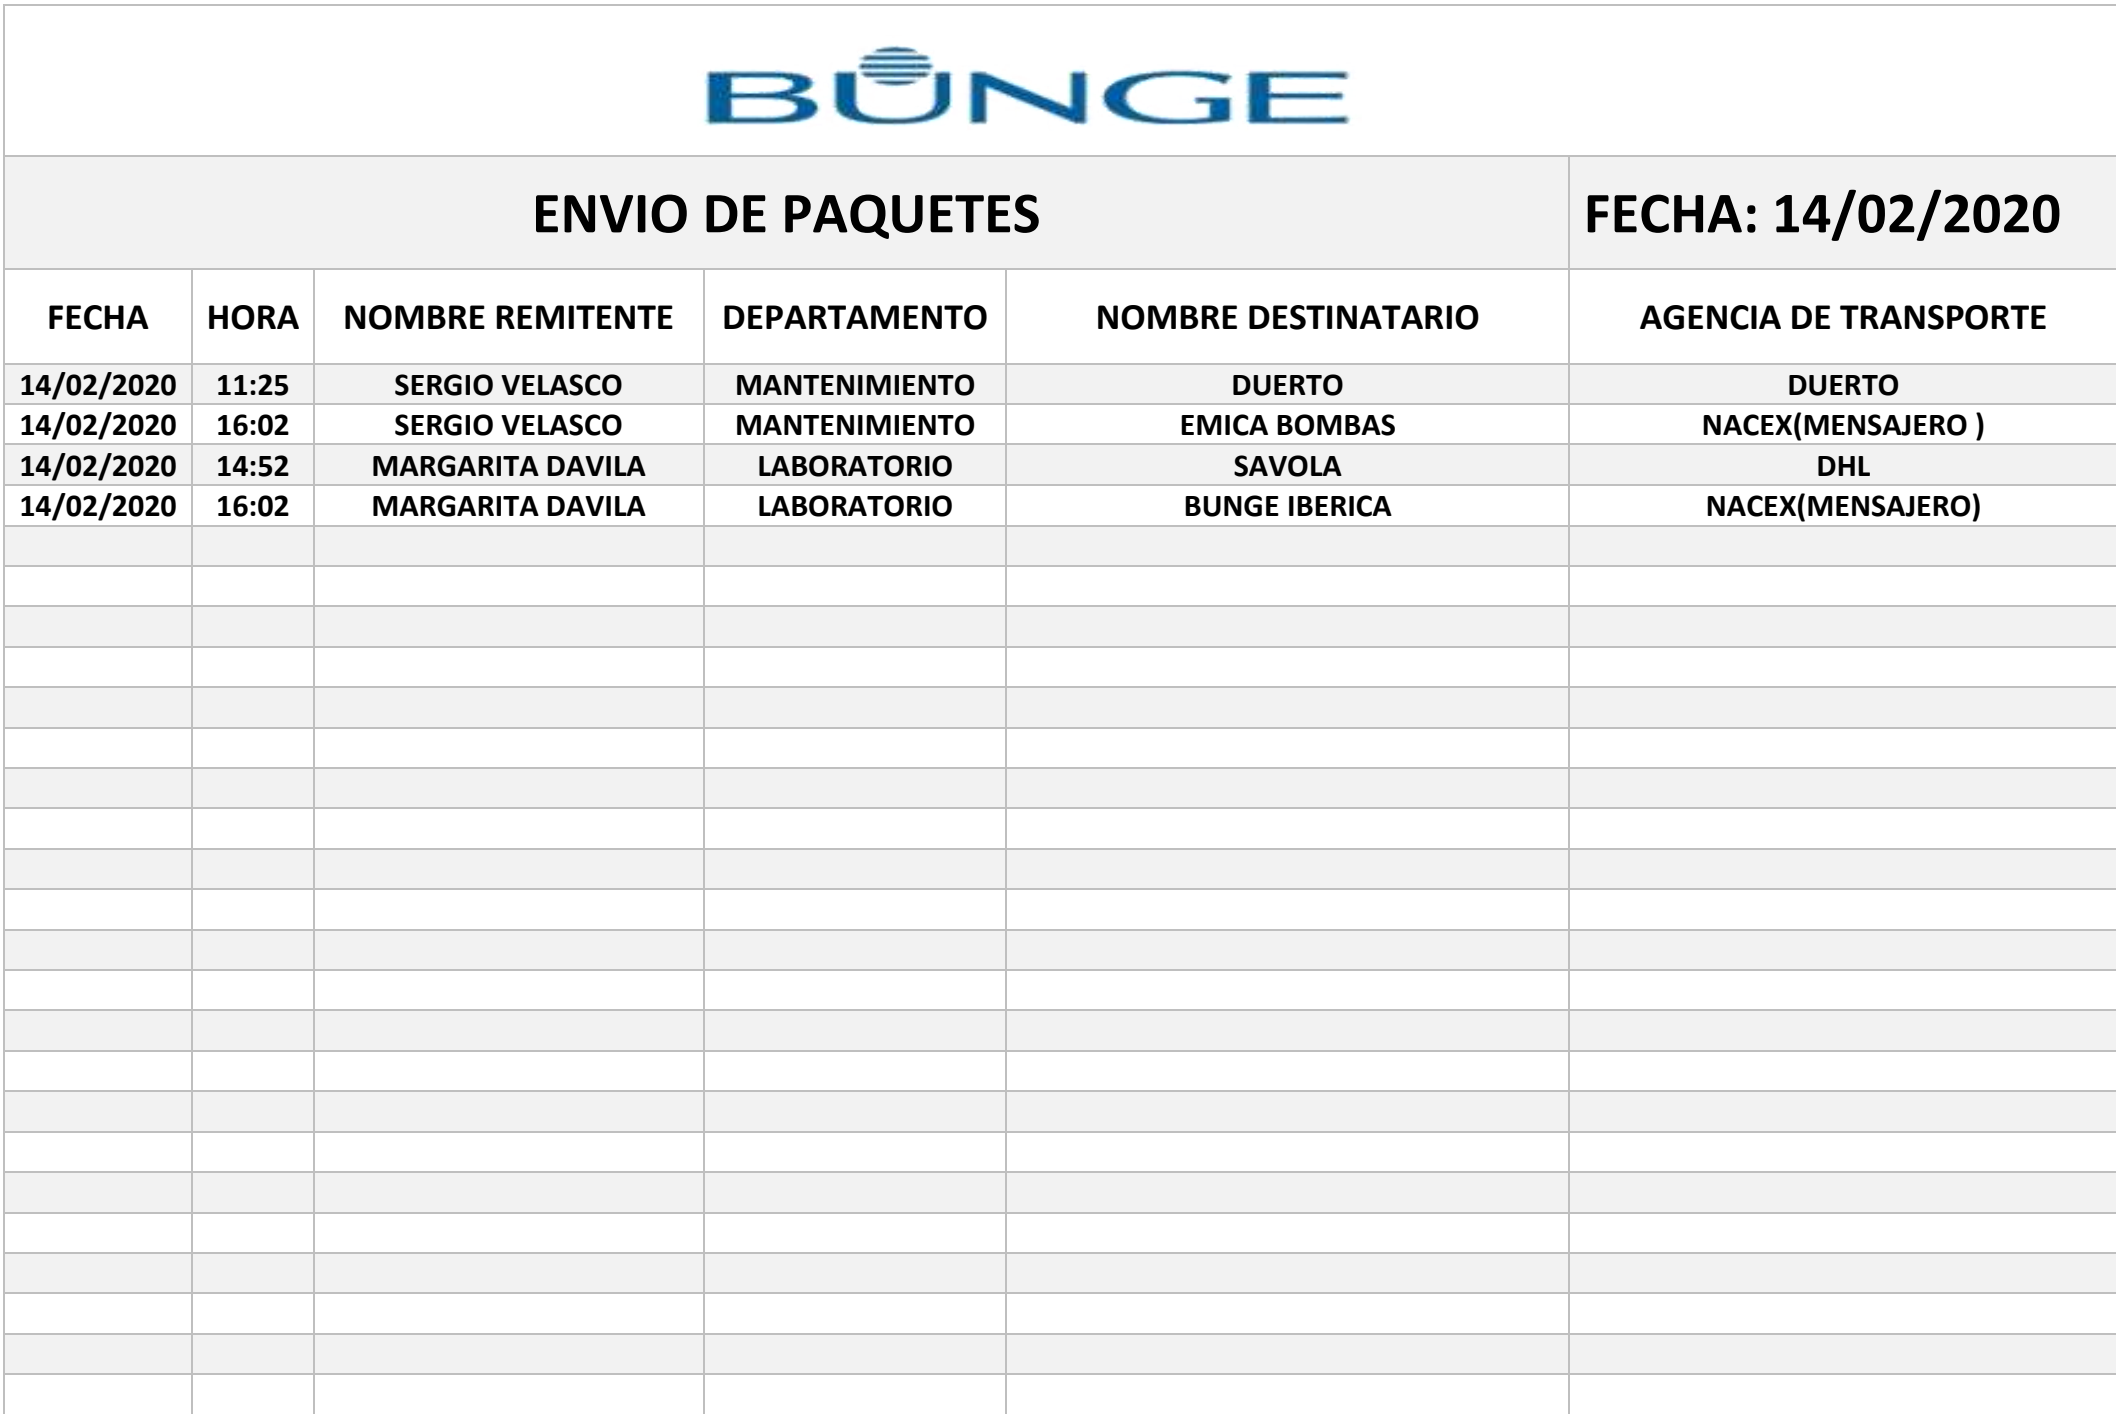 BUNGE
ENVIO DE PAQUETES FECHA: 14/02/2020
FECHA HORA NOMBRE REMITENTE DEPARTAMENTO NOMBRE DESTINATARIO AGENCIA DE TRANSPORTE
14/02/2020 11:25 SERGIO VELASCO MANTENIMIENTO DUERTO DUERTO
14/02/2020 16:02 SERGIO VELASCO MANTENIMIENTO EMICA BOMBAS NACEX(MENSAJERO )
14/02/2020 14:52 MARGARITA DAVILA LABORATORIO SAVOLA DHL
14/02/2020 16:02 MARGARITA DAVILA LABORATORIO BUNGE IBERICA NACEX(MENSAJERO)